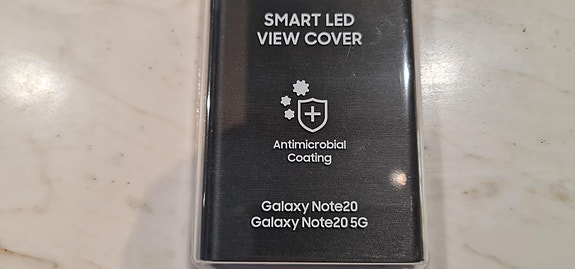 SMART LED
VIEW COVER
Antimicrobial
Coating
Galaxy Note20
Galaxy Note20 5G